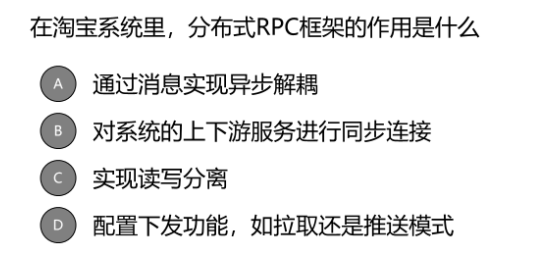 在淘宝系统里，分布式RPC框架的作用是什么
A 通过消息实现异步解耦
B 对系统的上下游服务进行同步连接
C 实现读写分离
D 配置下发功能，如拉取还是推送模式